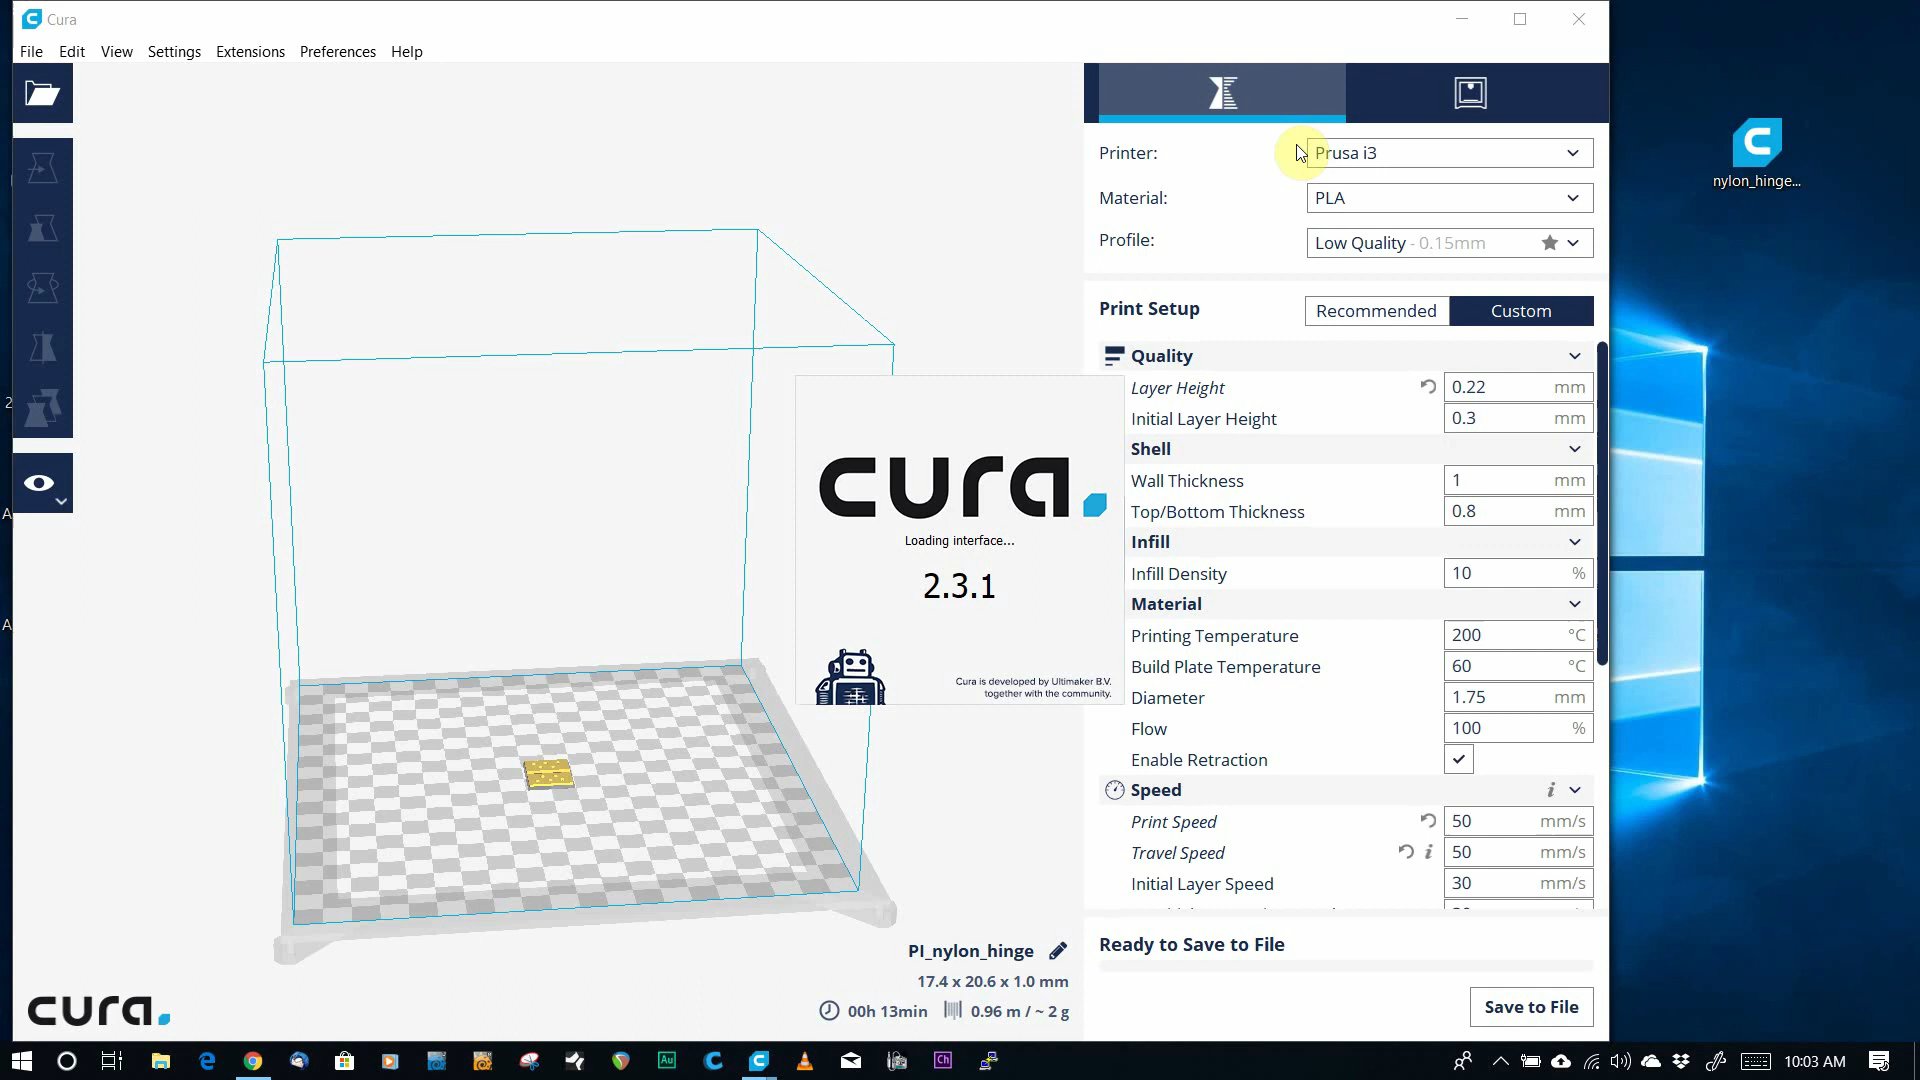 Cura
File Edit View Settings Extensions Preferences Help
Printer: Prusa i3
Material: PLA
Profile: Low Quality - 0.15mm
Print Setup Recommended Custom
Quality
Layer Height 0.22 mm
Initial Layer Height 0.3 mm
Shell
Wall Thickness 1 mm
Top/Bottom Thickness 0.8 mm
Infill
Infill Density 10 %
Material
Printing Temperature 200 °C
Build Plate Temperature 60 °C
Diameter 1.75 mm
Flow 100 %
Enable Retraction
Speed i
Print Speed 50 mm/s
Travel Speed i 50 mm/s
Initial Layer Speed 30 mm/s
Ready to Save to File
Save to File
cura.
Loading interface...
2.3.1
Cura is developed by Ultimaker B.V.
together with the community.
PI_nylon_hinge
17.4 x 20.6 x 1.0 mm
00h 13min 0.96 m / ~ 2 g
cura.
nylon_hinge...
2
A
A
Au
Ch
10:03 AM